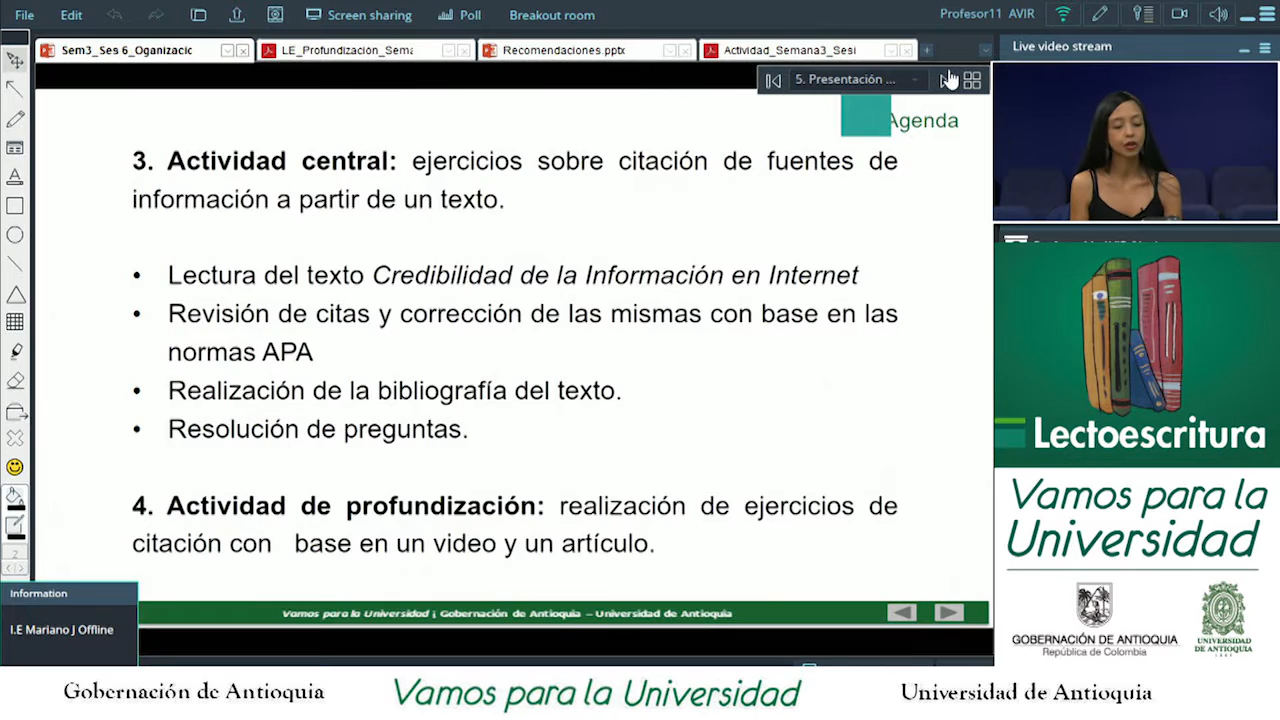 File Edit Screen sharing Poll Breakout room Profesor11 AVIR
Sem3_Ses 6_Oganizacic LE_Profundizacion_Sema Recomendaciones.pptx Actividad_Semana3_Sesi
Live video stream
5. Presentación ...
Agenda
3. Actividad central: ejercicios sobre citación de fuentes de
información a partir de un texto.
• Lectura del texto Credibilidad de la Información en Internet
• Revisión de citas y corrección de las mismas con base en las
normas APA
• Realización de la bibliografía del texto.
• Resolución de preguntas.
4. Actividad de profundización: realización de ejercicios de
citación con base en un video y un artículo.
2
Information
I.E Mariano J Offline
Vamos para la Universidad ¡ Gobernación de Antioquia – Universidad de Antioquia
Lectoescritura
Vamos para la
Universidad
GOBERNACIÓN DE ANTIOQUIA
República de Colombia
UNIVERSIDAD
DE ANTIOQUIA
Gobernación de Antioquia Vamos para la Universidad Universidad de Antioquia